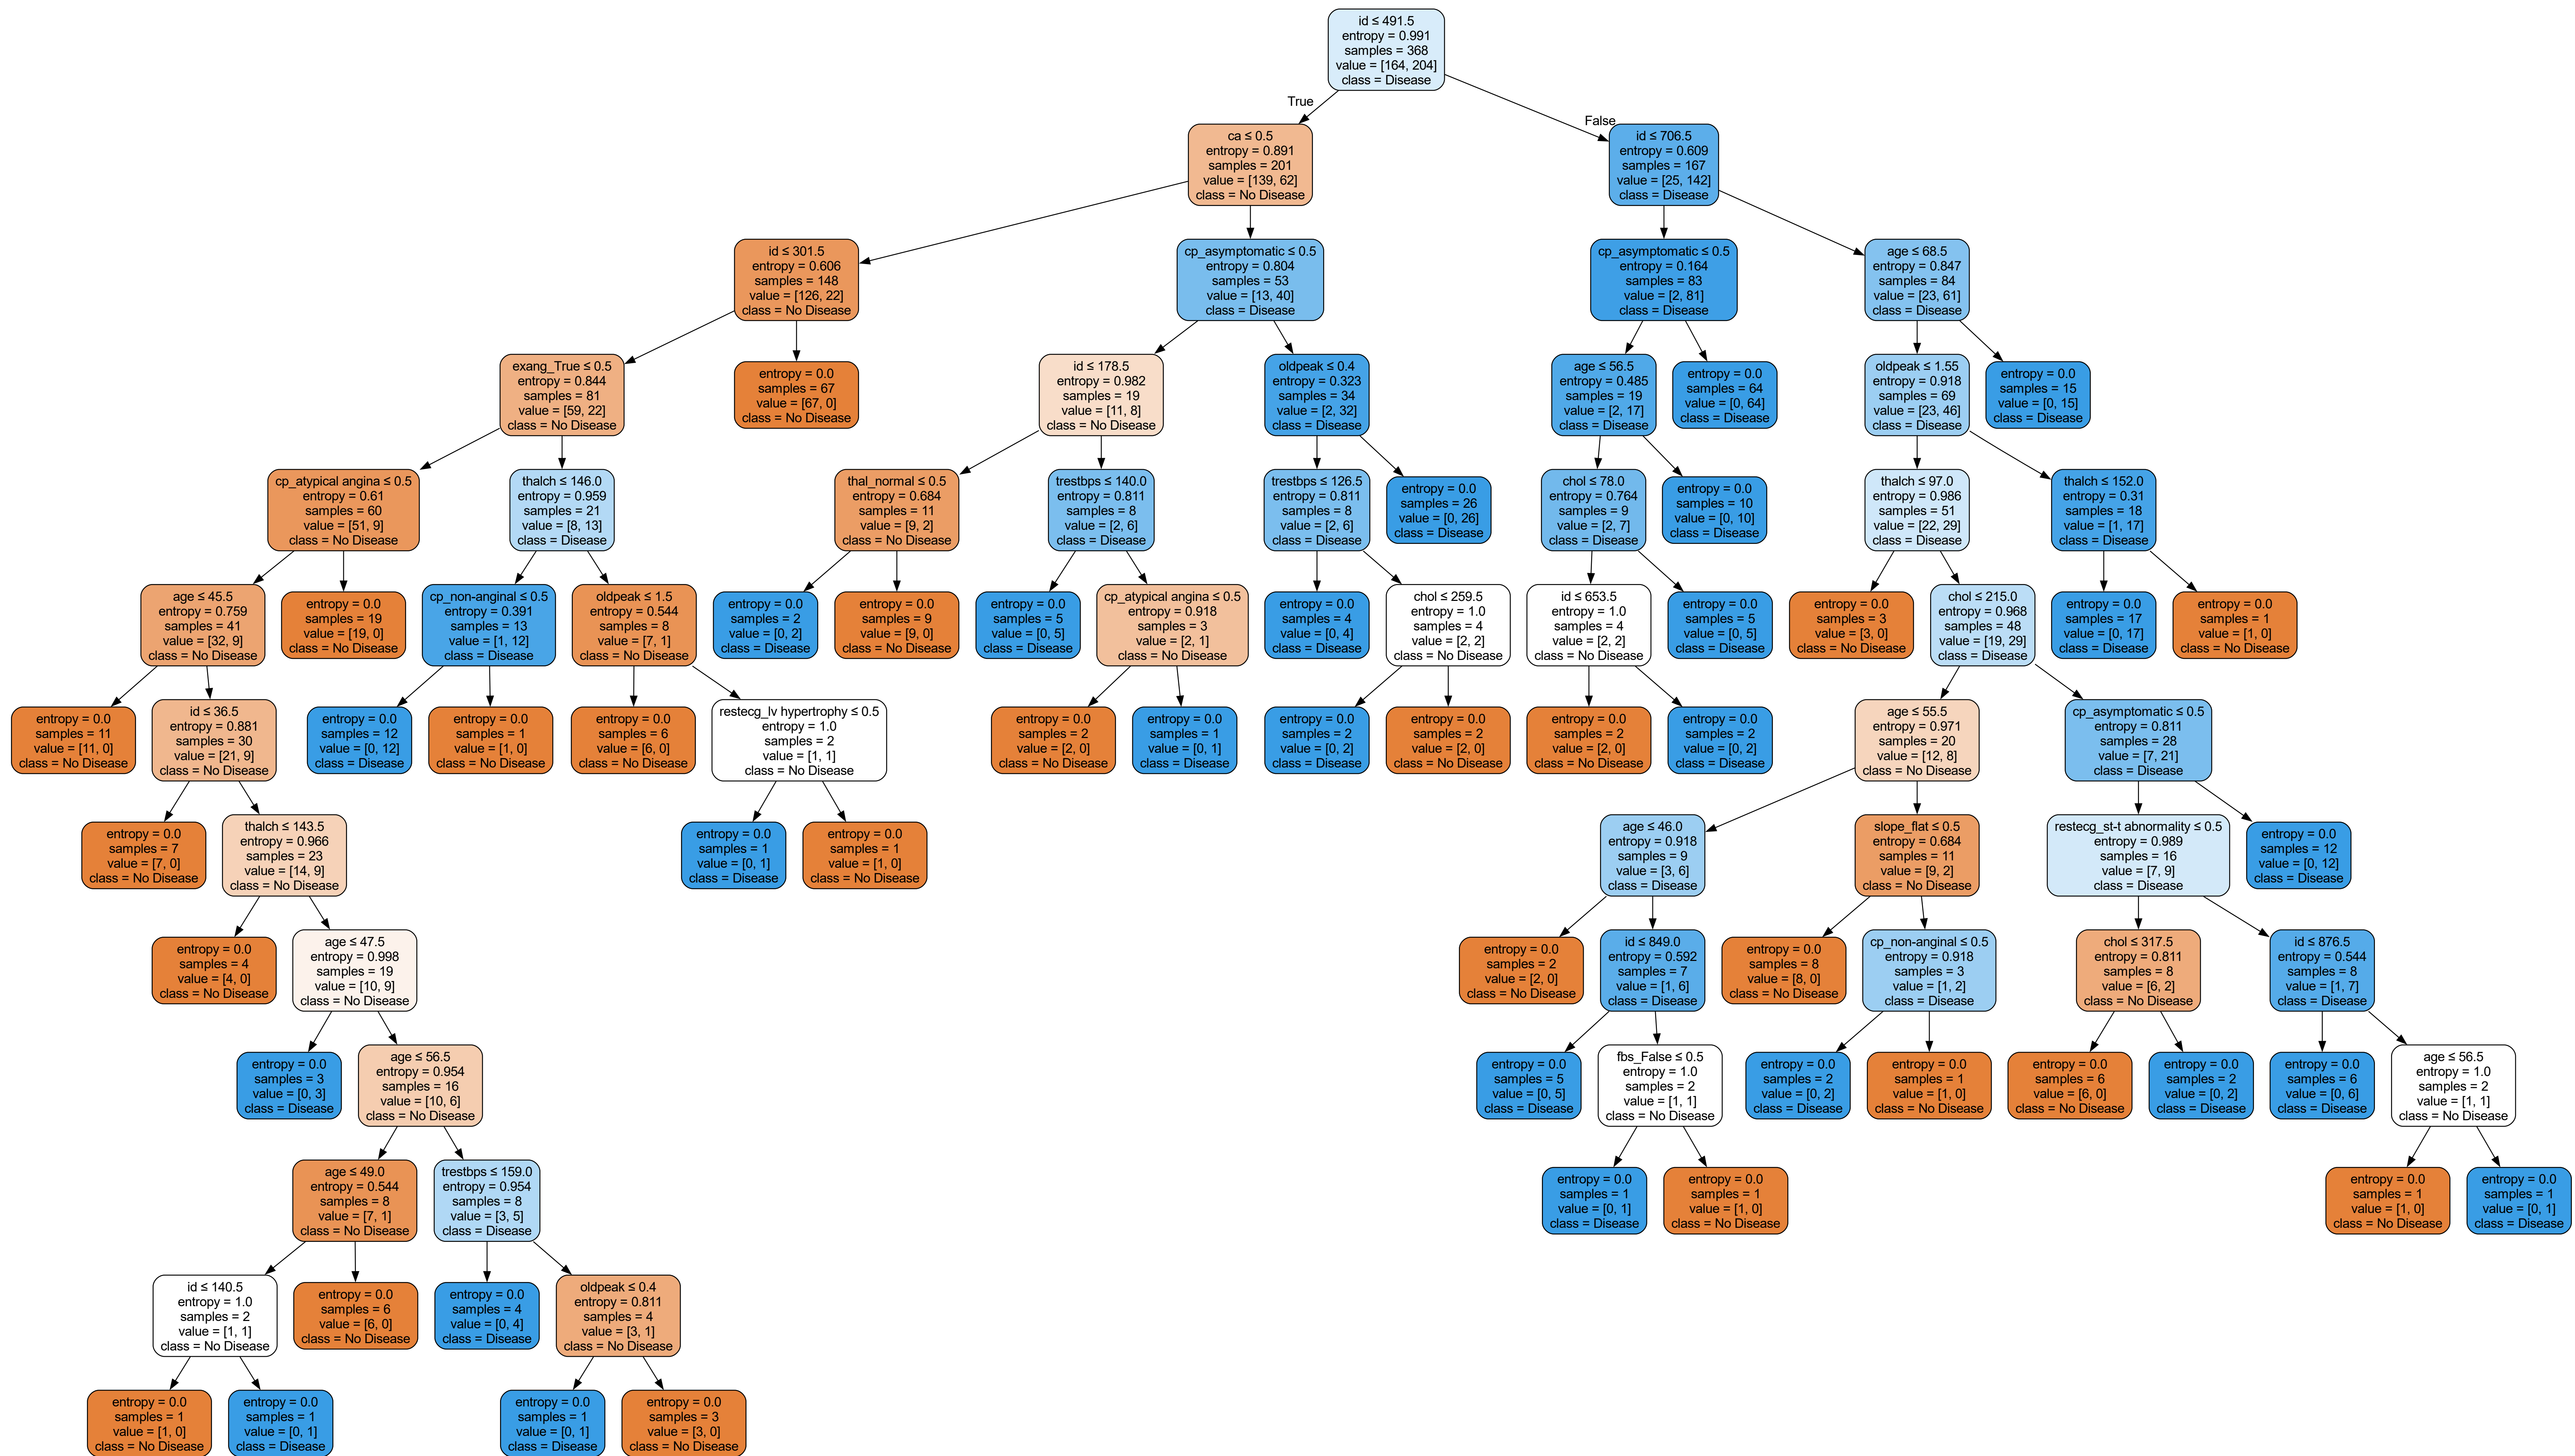 id ≤ 491.5
entropy = 0.991
samples = 368
value = [164, 204]
class = Disease
True
False
ca ≤ 0.5
entropy = 0.891
samples = 201
value = [139, 62]
class = No Disease
id ≤ 706.5
entropy = 0.609
samples = 167
value = [25, 142]
class = Disease
id ≤ 301.5
entropy = 0.606
samples = 148
value = [126, 22]
class = No Disease
cp_asymptomatic ≤ 0.5
entropy = 0.804
samples = 53
value = [13, 40]
class = Disease
cp_asymptomatic ≤ 0.5
entropy = 0.164
samples = 83
value = [2, 81]
class = Disease
age ≤ 68.5
entropy = 0.847
samples = 84
value = [23, 61]
class = Disease
exang_True ≤ 0.5
entropy = 0.844
samples = 81
value = [59, 22]
class = No Disease
entropy = 0.0
samples = 67
value = [67, 0]
class = No Disease
id ≤ 178.5
entropy = 0.982
samples = 19
value = [11, 8]
class = No Disease
oldpeak ≤ 0.4
entropy = 0.323
samples = 34
value = [2, 32]
class = Disease
age ≤ 56.5
entropy = 0.485
samples = 19
value = [2, 17]
class = Disease
entropy = 0.0
samples = 64
value = [0, 64]
class = Disease
oldpeak ≤ 1.55
entropy = 0.918
samples = 69
value = [23, 46]
class = Disease
entropy = 0.0
samples = 15
value = [0, 15]
class = Disease
cp_atypical angina ≤ 0.5
entropy = 0.61
samples = 60
value = [51, 9]
class = No Disease
thalch ≤ 146.0
entropy = 0.959
samples = 21
value = [8, 13]
class = Disease
thal_normal ≤ 0.5
entropy = 0.684
samples = 11
value = [9, 2]
class = No Disease
trestbps ≤ 140.0
entropy = 0.811
samples = 8
value = [2, 6]
class = Disease
trestbps ≤ 126.5
entropy = 0.811
samples = 8
value = [2, 6]
class = Disease
entropy = 0.0
samples = 26
value = [0, 26]
class = Disease
chol ≤ 78.0
entropy = 0.764
samples = 9
value = [2, 7]
class = Disease
entropy = 0.0
samples = 10
value = [0, 10]
class = Disease
thalch ≤ 97.0
entropy = 0.986
samples = 51
value = [22, 29]
class = Disease
thalch ≤ 152.0
entropy = 0.31
samples = 18
value = [1, 17]
class = Disease
age ≤ 45.5
entropy = 0.759
samples = 41
value = [32, 9]
class = No Disease
entropy = 0.0
samples = 19
value = [19, 0]
class = No Disease
cp_non-anginal ≤ 0.5
entropy = 0.391
samples = 13
value = [1, 12]
class = Disease
oldpeak ≤ 1.5
entropy = 0.544
samples = 8
value = [7, 1]
class = No Disease
entropy = 0.0
samples = 2
value = [0, 2]
class = Disease
entropy = 0.0
samples = 9
value = [9, 0]
class = No Disease
entropy = 0.0
samples = 5
value = [0, 5]
class = Disease
cp_atypical angina ≤ 0.5
entropy = 0.918
samples = 3
value = [2, 1]
class = No Disease
entropy = 0.0
samples = 4
value = [0, 4]
class = Disease
chol ≤ 259.5
entropy = 1.0
samples = 4
value = [2, 2]
class = No Disease
id ≤ 653.5
entropy = 1.0
samples = 4
value = [2, 2]
class = No Disease
entropy = 0.0
samples = 5
value = [0, 5]
class = Disease
entropy = 0.0
samples = 3
value = [3, 0]
class = No Disease
chol ≤ 215.0
entropy = 0.968
samples = 48
value = [19, 29]
class = Disease
entropy = 0.0
samples = 17
value = [0, 17]
class = Disease
entropy = 0.0
samples = 1
value = [1, 0]
class = No Disease
entropy = 0.0
samples = 11
value = [11, 0]
class = No Disease
id ≤ 36.5
entropy = 0.881
samples = 30
value = [21, 9]
class = No Disease
entropy = 0.0
samples = 12
value = [0, 12]
class = Disease
entropy = 0.0
samples = 1
value = [1, 0]
class = No Disease
entropy = 0.0
samples = 6
value = [6, 0]
class = No Disease
restecg_lv hypertrophy ≤ 0.5
entropy = 1.0
samples = 2
value = [1, 1]
class = No Disease
entropy = 0.0
samples = 2
value = [2, 0]
class = No Disease
entropy = 0.0
samples = 1
value = [0, 1]
class = Disease
entropy = 0.0
samples = 2
value = [0, 2]
class = Disease
entropy = 0.0
samples = 2
value = [2, 0]
class = No Disease
entropy = 0.0
samples = 2
value = [2, 0]
class = No Disease
entropy = 0.0
samples = 2
value = [0, 2]
class = Disease
age ≤ 55.5
entropy = 0.971
samples = 20
value = [12, 8]
class = No Disease
cp_asymptomatic ≤ 0.5
entropy = 0.811
samples = 28
value = [7, 21]
class = Disease
entropy = 0.0
samples = 7
value = [7, 0]
class = No Disease
thalch ≤ 143.5
entropy = 0.966
samples = 23
value = [14, 9]
class = No Disease
entropy = 0.0
samples = 1
value = [0, 1]
class = Disease
entropy = 0.0
samples = 1
value = [1, 0]
class = No Disease
age ≤ 46.0
entropy = 0.918
samples = 9
value = [3, 6]
class = Disease
slope_flat ≤ 0.5
entropy = 0.684
samples = 11
value = [9, 2]
class = No Disease
restecg_st-t abnormality ≤ 0.5
entropy = 0.989
samples = 16
value = [7, 9]
class = Disease
entropy = 0.0
samples = 12
value = [0, 12]
class = Disease
entropy = 0.0
samples = 4
value = [4, 0]
class = No Disease
age ≤ 47.5
entropy = 0.998
samples = 19
value = [10, 9]
class = No Disease
entropy = 0.0
samples = 2
value = [2, 0]
class = No Disease
id ≤ 849.0
entropy = 0.592
samples = 7
value = [1, 6]
class = Disease
entropy = 0.0
samples = 8
value = [8, 0]
class = No Disease
cp_non-anginal ≤ 0.5
entropy = 0.918
samples = 3
value = [1, 2]
class = Disease
chol ≤ 317.5
entropy = 0.811
samples = 8
value = [6, 2]
class = No Disease
id ≤ 876.5
entropy = 0.544
samples = 8
value = [1, 7]
class = Disease
entropy = 0.0
samples = 3
value = [0, 3]
class = Disease
age ≤ 56.5
entropy = 0.954
samples = 16
value = [10, 6]
class = No Disease
entropy = 0.0
samples = 5
value = [0, 5]
class = Disease
fbs_False ≤ 0.5
entropy = 1.0
samples = 2
value = [1, 1]
class = No Disease
entropy = 0.0
samples = 2
value = [0, 2]
class = Disease
entropy = 0.0
samples = 1
value = [1, 0]
class = No Disease
entropy = 0.0
samples = 6
value = [6, 0]
class = No Disease
entropy = 0.0
samples = 2
value = [0, 2]
class = Disease
entropy = 0.0
samples = 6
value = [0, 6]
class = Disease
age ≤ 56.5
entropy = 1.0
samples = 2
value = [1, 1]
class = No Disease
age ≤ 49.0
entropy = 0.544
samples = 8
value = [7, 1]
class = No Disease
trestbps ≤ 159.0
entropy = 0.954
samples = 8
value = [3, 5]
class = Disease
entropy = 0.0
samples = 1
value = [0, 1]
class = Disease
entropy = 0.0
samples = 1
value = [1, 0]
class = No Disease
entropy = 0.0
samples = 1
value = [1, 0]
class = No Disease
entropy = 0.0
samples = 1
value = [0, 1]
class = Disease
id ≤ 140.5
entropy = 1.0
samples = 2
value = [1, 1]
class = No Disease
entropy = 0.0
samples = 6
value = [6, 0]
class = No Disease
entropy = 0.0
samples = 4
value = [0, 4]
class = Disease
oldpeak ≤ 0.4
entropy = 0.811
samples = 4
value = [3, 1]
class = No Disease
entropy = 0.0
samples = 1
value = [1, 0]
class = No Disease
entropy = 0.0
samples = 1
value = [0, 1]
class = Disease
entropy = 0.0
samples = 1
value = [0, 1]
class = Disease
entropy = 0.0
samples = 3
value = [3, 0]
class = No Disease